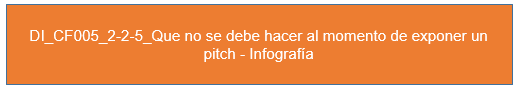 DI_CF005_2-2-5_Que no se debe hacer al momento de exponer un
pitch - Infografía